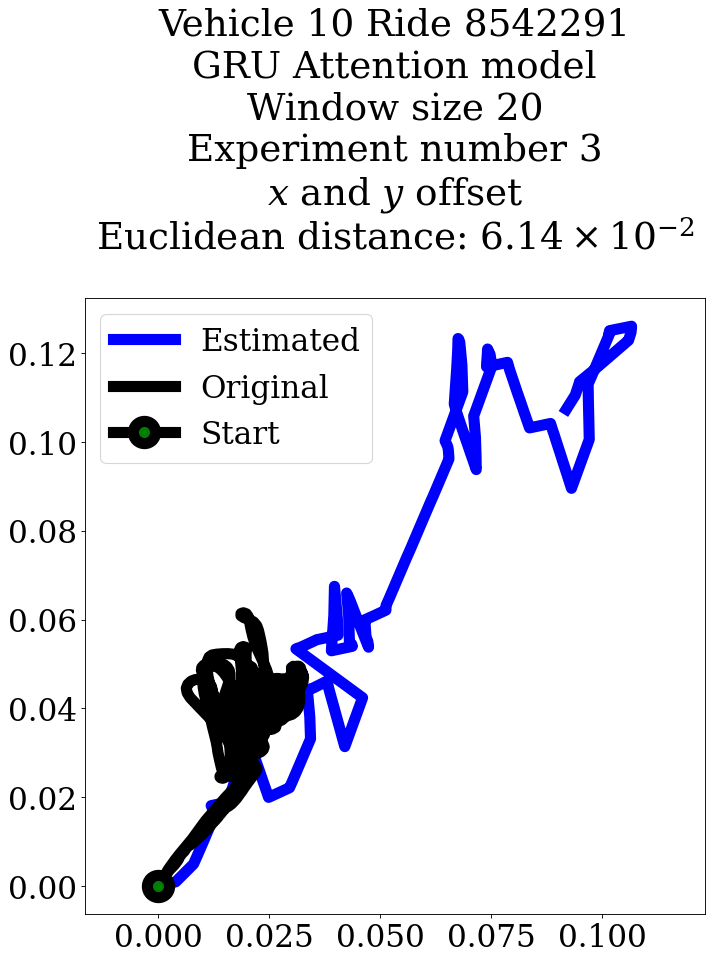 Vehicle 10 Ride 8542291
GRU Attention model
Window size 20
Experiment number 3
x and y offset
Euclidean distance: 6.14 × 10⁻²
Estimated
Original
Start
0.12
0.10
0.08
0.06
0.04
0.02
0.00
0.000 0.025 0.050 0.075 0.100